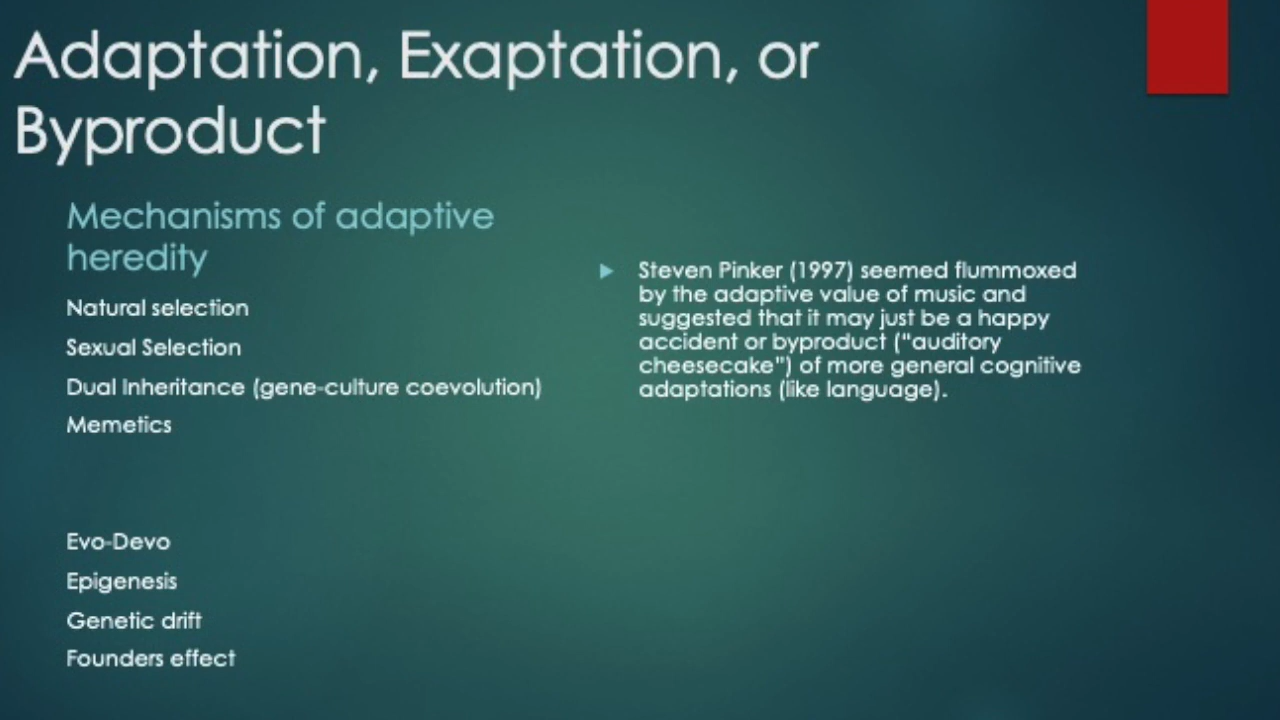 Adaptation, Exaptation, or
Byproduct
Mechanisms of adaptive
heredity
Natural selection
Sexual Selection
Dual Inheritance (gene-culture coevolution)
Memetics
Evo-Devo
Epigenesis
Genetic drift
Founders effect
Steven Pinker (1997) seemed flummoxed
by the adaptive value of music and
suggested that it may just be a happy
accident or byproduct (“auditory
cheesecake”) of more general cognitive
adaptations (like language).